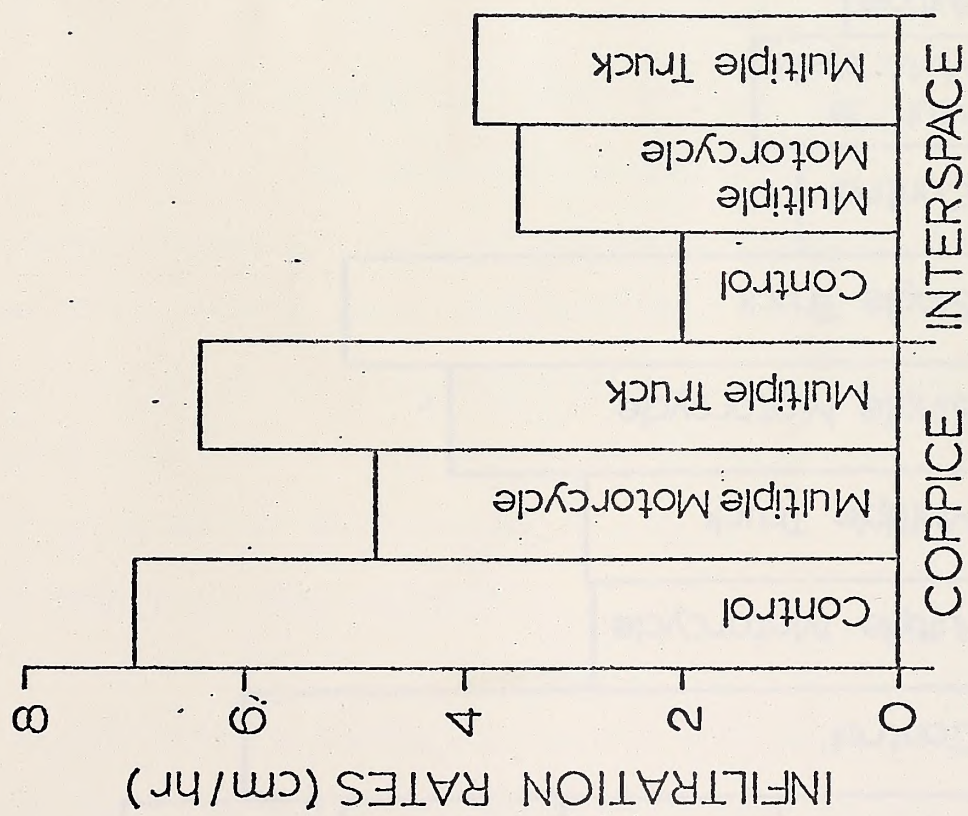 INFILTRATION RATES (cm/hr)
8
6
4
2
0
Control
Multiple Motorcycle
Multiple Truck
Control
Multiple
Motorcycle
Multiple Truck
COPPICE
INTERSPACE